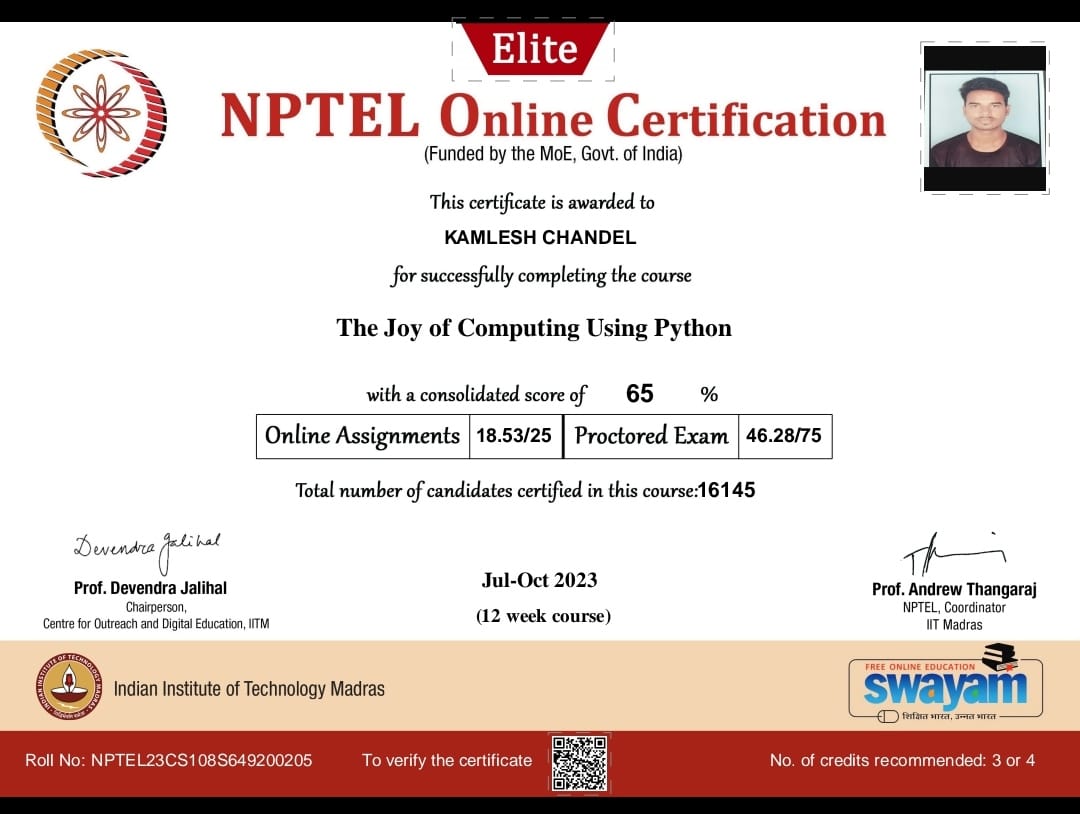 Elite
NPTEL Online Certification
(Funded by the MoE, Govt. of India)
This certificate is awarded to
KAMLESH CHANDEL
for successfully completing the course
The Joy of Computing Using Python
with a consolidated score of 65 %
Online Assignments 18.53/25 Proctored Exam 46.28/75
Total number of candidates certified in this course:16145
Devendra Jalihal
Prof. Devendra Jalihal
Chairperson,
Centre for Outreach and Digital Education, IITM
Jul-Oct 2023
(12 week course)
Prof. Andrew Thangaraj
NPTEL, Coordinator
IIT Madras
INDIAN INSTITUTE OF TECHNOLOGY MADRAS
Indian Institute of Technology Madras
FREE ONLINE EDUCATION
swayam
शिक्षित भारत, उन्नत भारत
Roll No: NPTEL23CS108S649200205
To verify the certificate
No. of credits recommended: 3 or 4